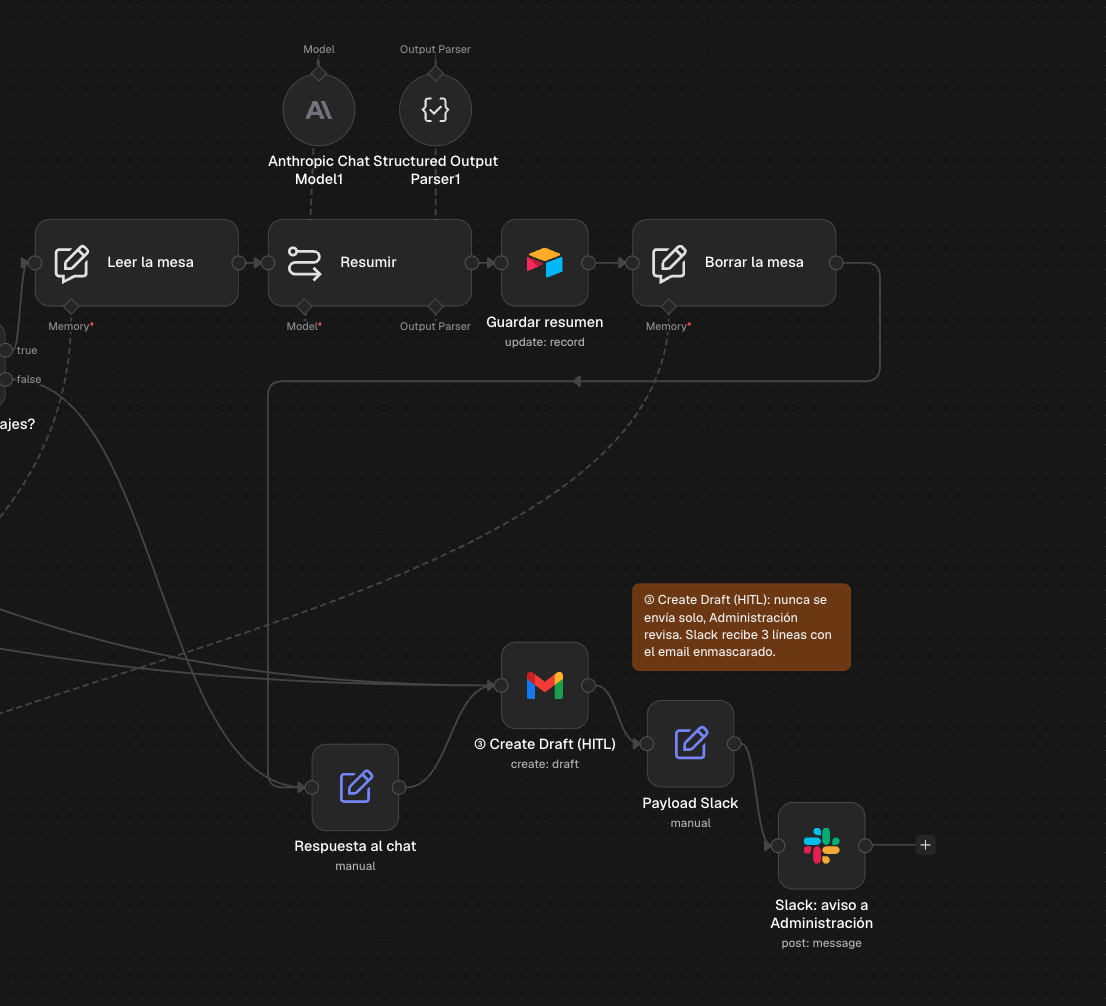 Model
Output Parser
Anthropic Chat
Model1
Structured Output
Parser1
Leer la mesa
Resumir
Borrar la mesa
Memory*
Model*
Output Parser
Guardar resumen
update: record
Memory*
true
false
ajes?
③ Create Draft (HITL): nunca se
envía solo, Administración
revisa. Slack recibe 3 líneas con
el email enmascarado.
③ Create Draft (HITL)
create: draft
Payload Slack
manual
Respuesta al chat
manual
Slack: aviso a
Administración
post: message